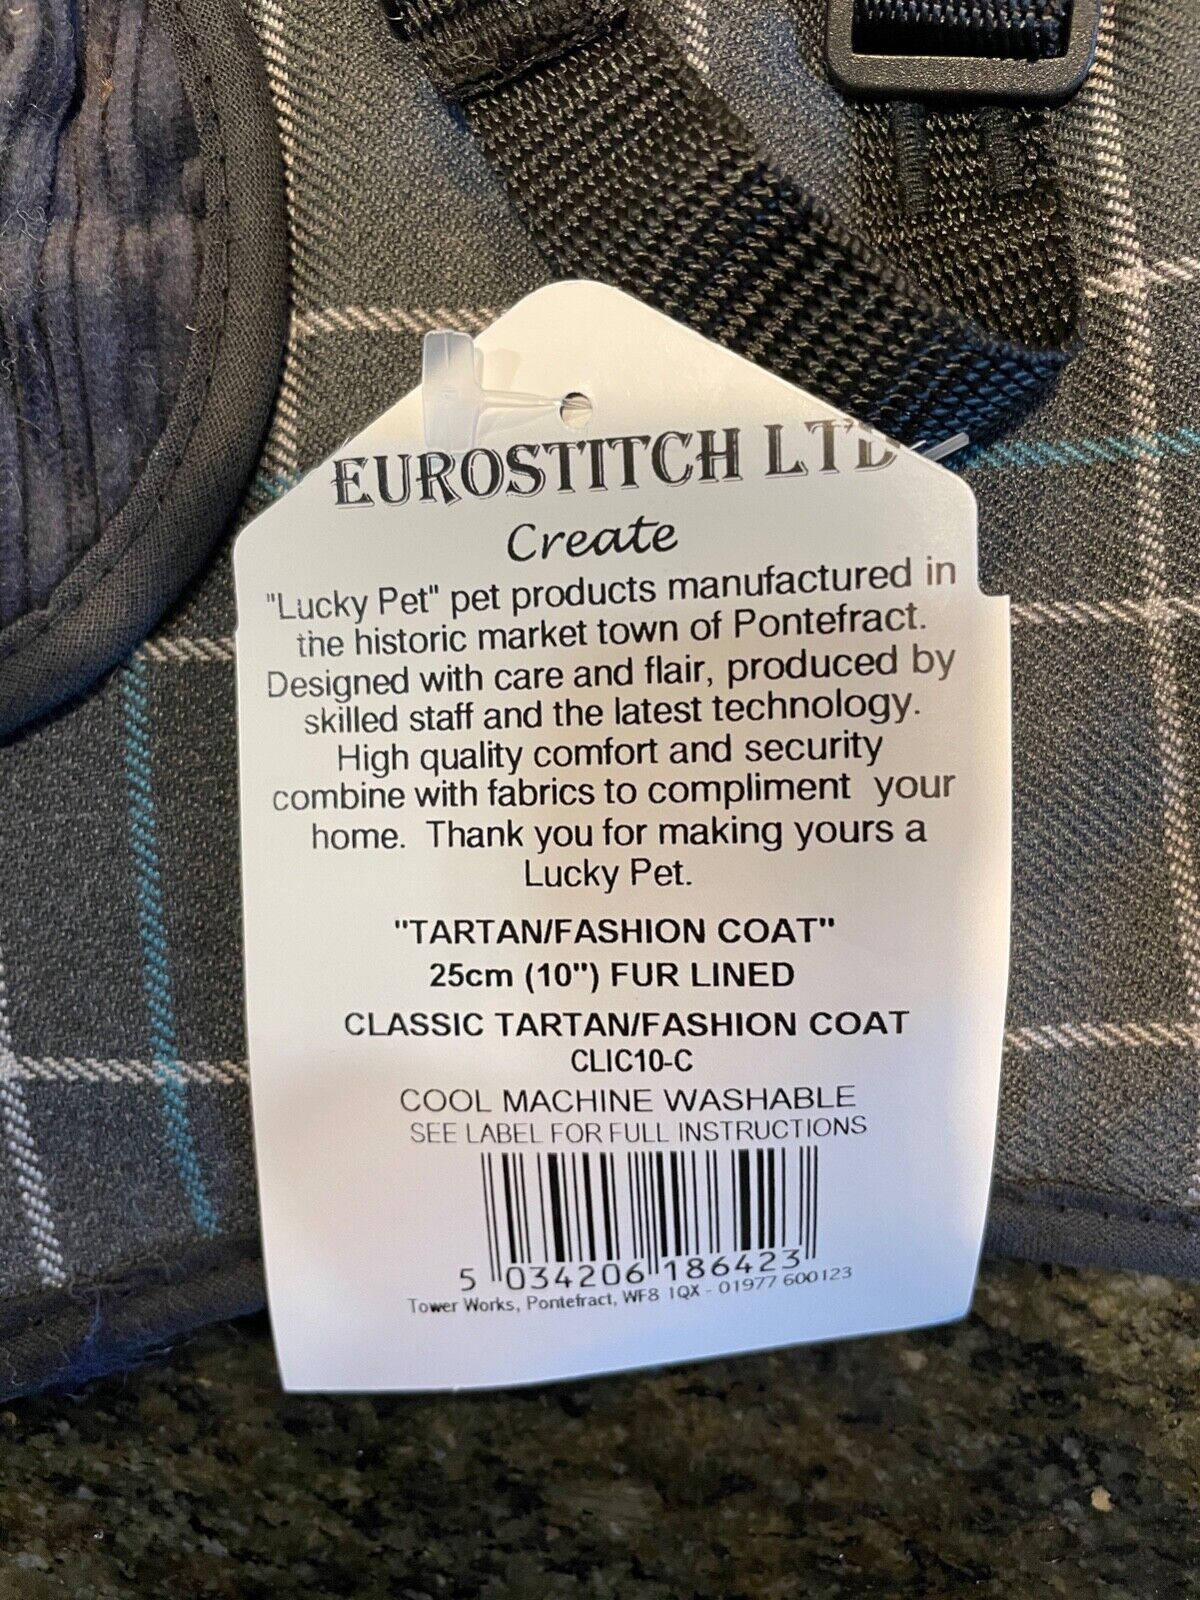 EUROSTITCH LTD
Create
"Lucky Pet" pet products manufactured in
the historic market town of Pontefract.
Designed with care and flair, produced by
skilled staff and the latest technology.
High quality comfort and security
combine with fabrics to compliment your
home. Thank you for making yours a
Lucky Pet.
"TARTAN/FASHION COAT"
25cm (10") FUR LINED
CLASSIC TARTAN/FASHION COAT
CLIC10-C
COOL MACHINE WASHABLE
SEE LABEL FOR FULL INSTRUCTIONS
5 034206 186423
Tower Works, Pontefract, WF8 1QX - 01977 600123